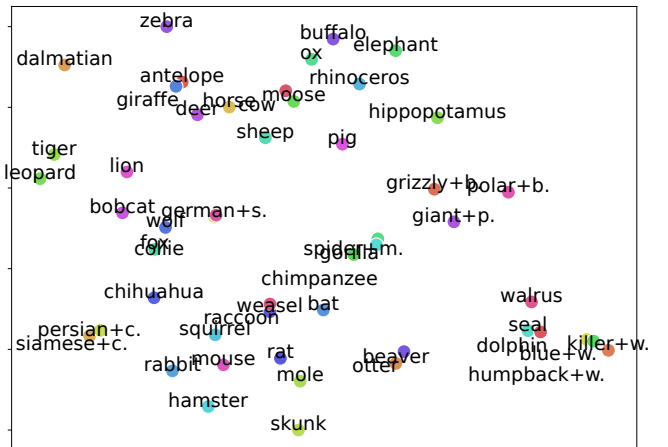 zebra
buffalo
ox
elephant
dalmatian
antelope
giraffe
moose
rhinoceros
horse
cow
deer
hippopotamus
sheep
pig
tiger
leopard
lion
grizzly+b.
polar+b.
bobcat
german+s.
giant+p.
wolf
fox
collie
spider+m.
gorilla
chimpanzee
chihuahua
weasel
raccoon
bat
walrus
persian+c.
siamese+c.
squirrel
seal
dolphin
killer+w.
blue+w.
humpback+w.
rabbit
mouse
rat
beaver
otter
mole
hamster
skunk